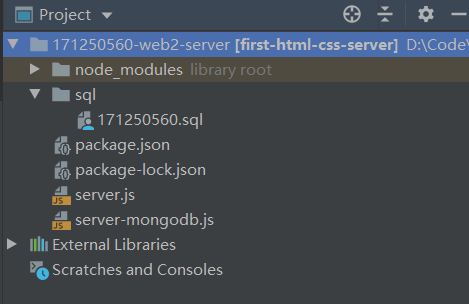 Project
171250560-web2-server [first-html-css-server] D:\Code\
node_modules library root
sql
171250560.sql
package.json
package-lock.json
server.js
server-mongodb.js
External Libraries
Scratches and Consoles